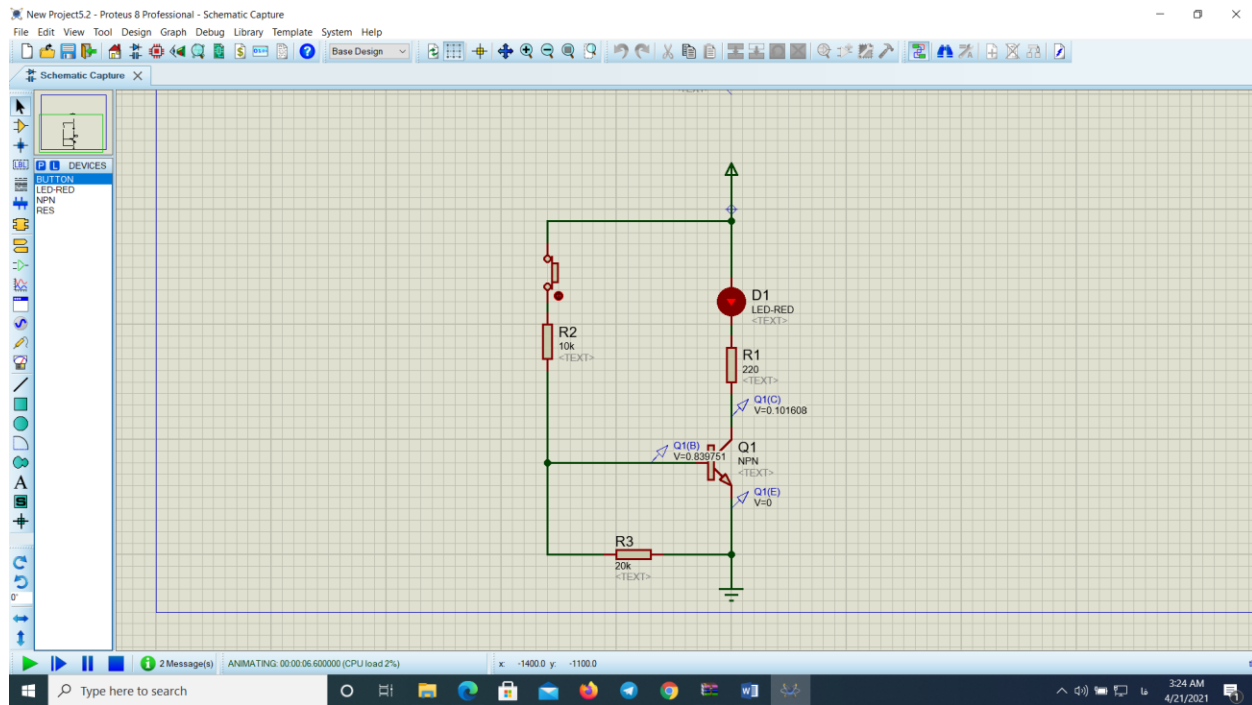 New Project5.2 - Proteus 8 Professional - Schematic Capture
File Edit View Tool Design Graph Debug Library Template System Help
Base Design
Schematic Capture
P L DEVICES
BUTTON
LED-RED
NPN
RES
LBL
A
S
0°
D1
LED-RED
<TEXT>
R2
10k
<TEXT>
R1
220
<TEXT>
Q1(C)
V=0.101608
Q1(B)
V=0.839751
Q1
NPN
<TEXT>
Q1(E)
V=0
R3
20k
<TEXT>
2 Message(s)
ANIMATING: 00:00:06.600000 (CPU load 2%)
x: -1400.0 y: -1100.0
Type here to search
فا
3:24 AM
4/21/2021
1